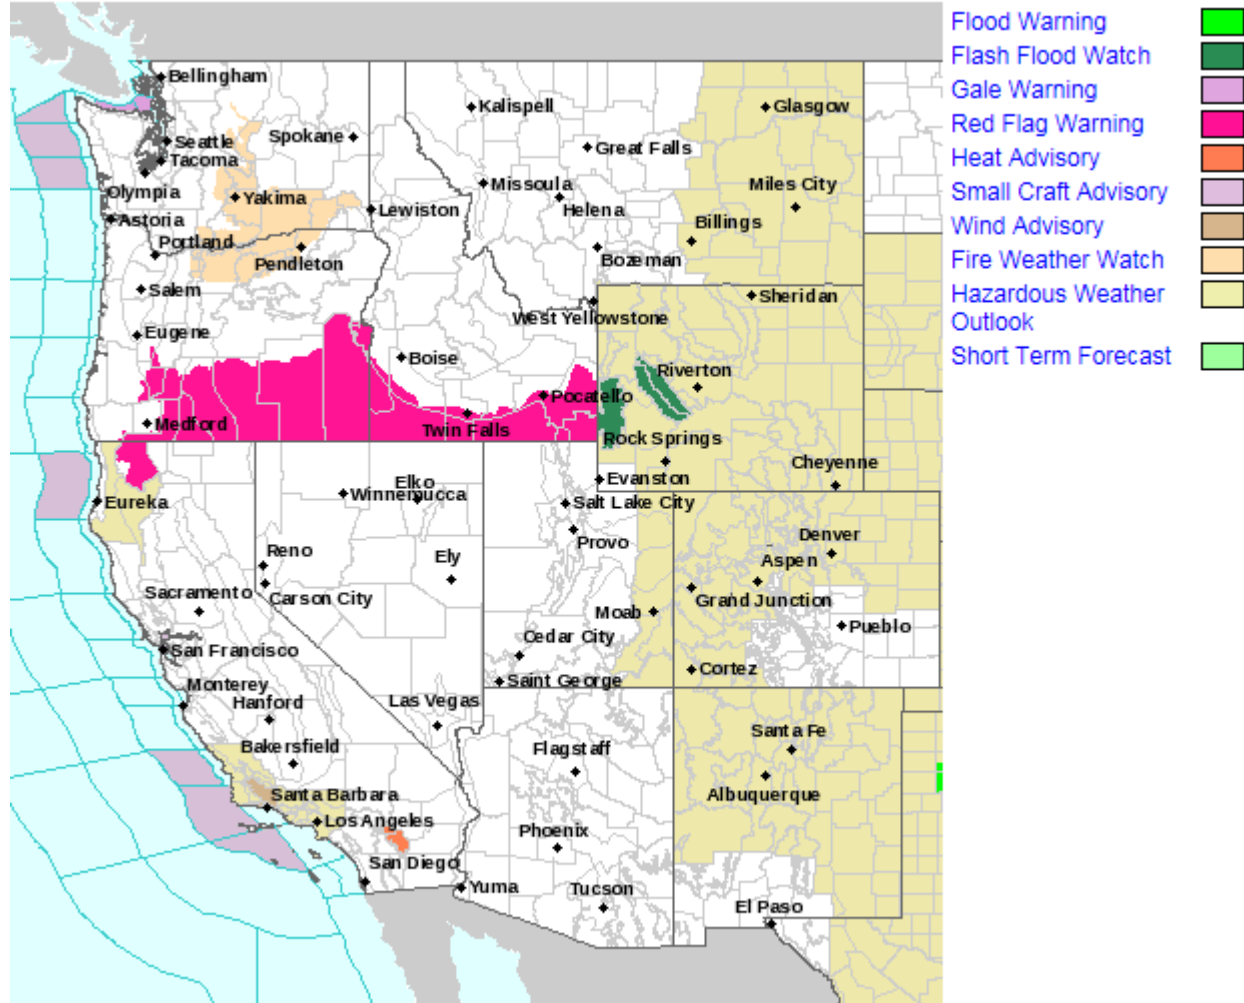 Flood Warning
Flash Flood Watch
Gale Warning
Red Flag Warning
Heat Advisory
Small Craft Advisory
Wind Advisory
Fire Weather Watch
Hazardous Weather
Outlook
Short Term Forecast
Bellingham
Kalispell
Glasgow
Seattle
Spokane
Great Falls
Tacoma
Olympia
Yakima
Missoula
Miles City
Astoria
Lewiston
Helena
Billings
Portland
Pendleton
Bozeman
Salem
Sheridan
West Yellowstone
Eugene
Boise
Riverton
Pocatello
Medford
Twin Falls
Rock Springs
Cheyenne
Evanston
Elko
Winnemucca
Eureka
Salt Lake City
Denver
Provo
Reno
Ely
Aspen
Sacramento
Carson City
Grand Junction
Moab
Pueblo
Cedar City
San Francisco
Cortez
Saint George
Monterey
Hanford
Las Vegas
Santa Fe
Bakersfield
Flagstaff
Santa Barbara
Albuquerque
Los Angeles
Phoenix
San Diego
Yuma
Tucson
El Paso